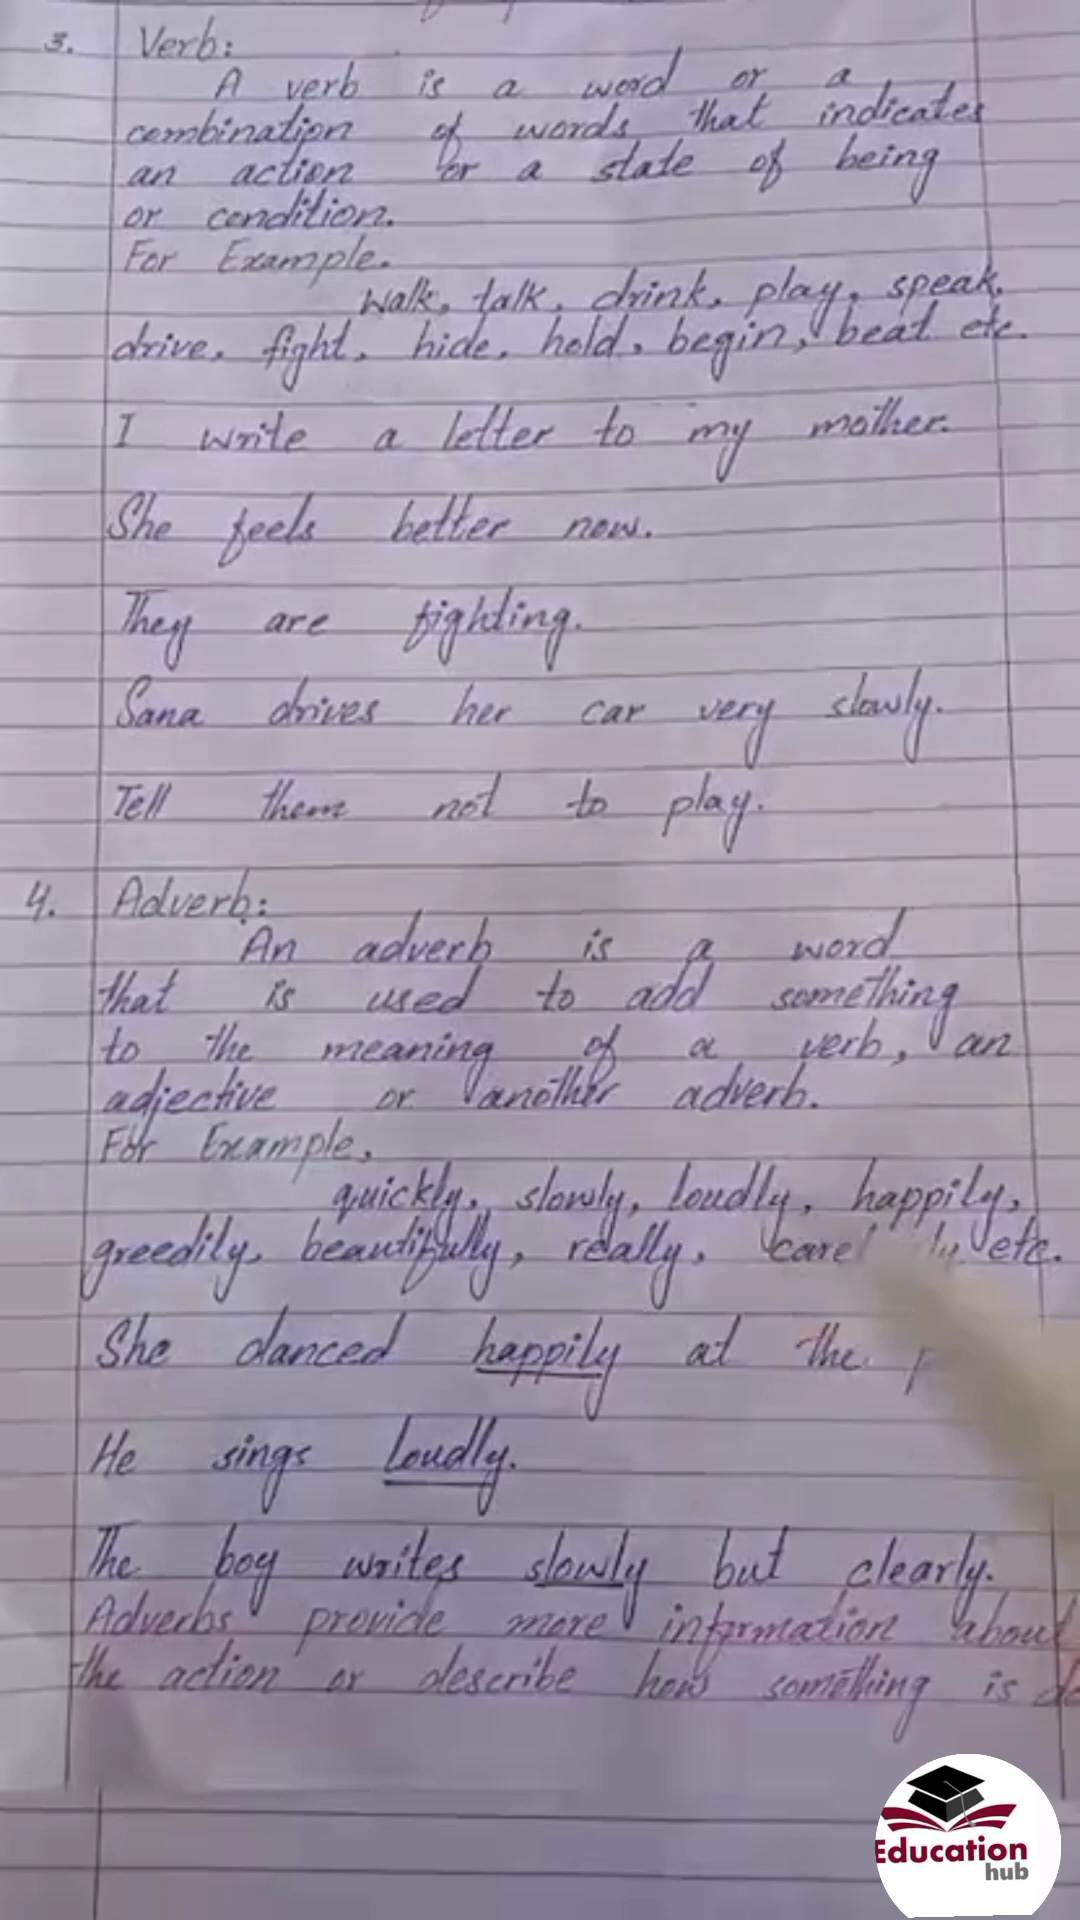 3. Verb:
A verb is a word or a
combination of words that indicates
an action or a state of being
or condition.
For Example.
walk, talk, drink, play, speak,
drive, fight, hide, hold, begin, beat etc.
I write a letter to my mother.
She feels better now.
They are fighting.
Sana drives her car very slowly.
Tell them not to play.
4. Adverb:
An adverb is a word
that is used to add something
to the meaning of a verb, an
adjective or another adverb.
For Example,
quickly, slowly, loudly, happily,
greedily, beautifully, really, etc.
She danced happily at the
He sings loudly.
The boy writes slowly but clearly.
Adverbs provide more information about
the action or describe how something is
Education
hub